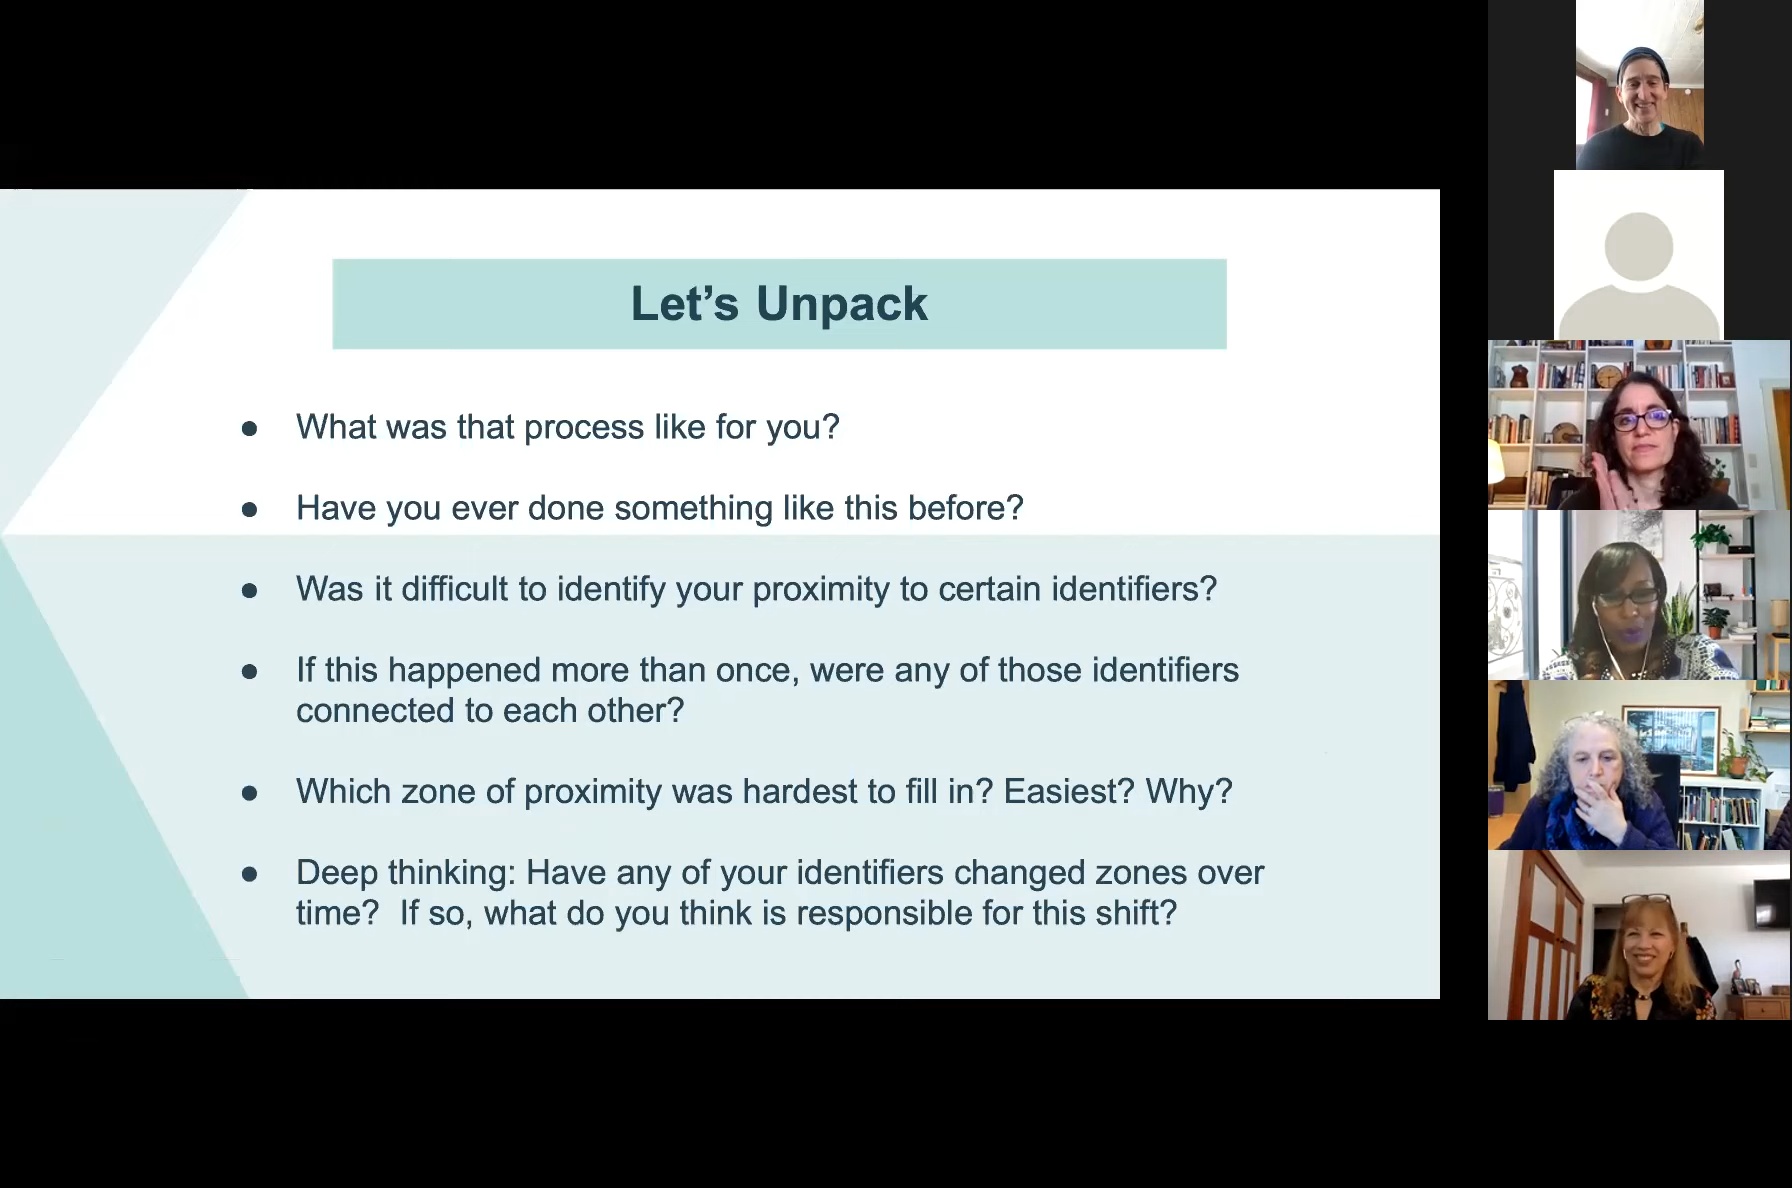 Let’s Unpack
● What was that process like for you?
● Have you ever done something like this before?
● Was it difficult to identify your proximity to certain identifiers?
● If this happened more than once, were any of those identifiers
connected to each other?
● Which zone of proximity was hardest to fill in? Easiest? Why?
● Deep thinking: Have any of your identifiers changed zones over
time?  If so, what do you think is responsible for this shift?